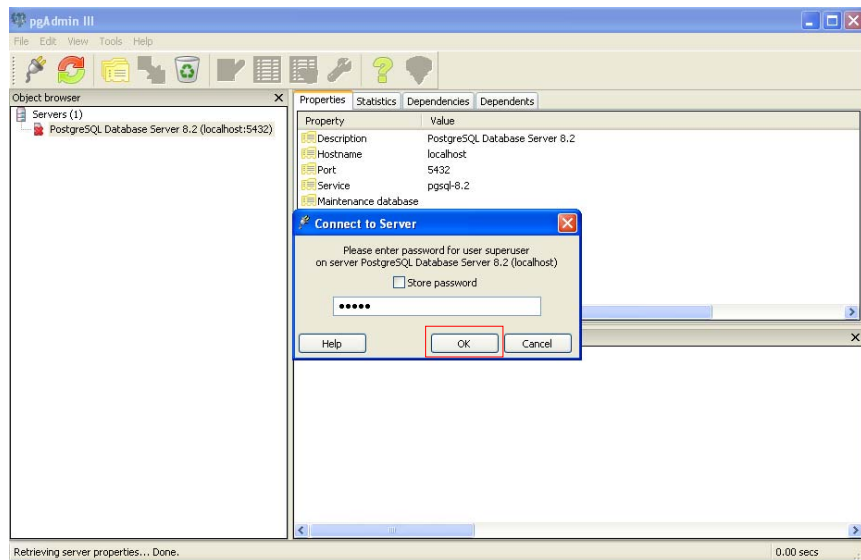 pgAdmin III
File Edit View Tools Help
Object browser
Servers (1)
PostgreSQL Database Server 8.2 (localhost:5432)
Properties Statistics Dependencies Dependents
Property Value
Description PostgreSQL Database Server 8.2
Hostname localhost
Port 5432
Service pgsql-8.2
Maintenance database
Connect to Server
Please enter password for user superuser
on server PostgreSQL Database Server 8.2 (localhost)
Store password
•••••
Help OK Cancel
Retrieving server properties... Done. 0.00 secs